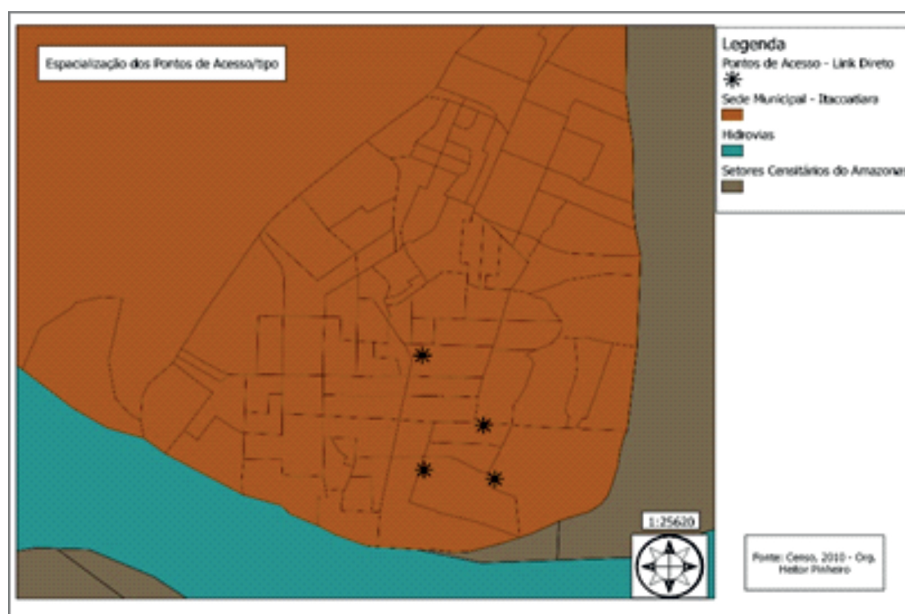 Espacialização dos Pontos de Acesso/tipo
Legenda
Pontos de Acesso - Link Direto
Sede Municipal - Itacoatiara
Hidrovias
Setores Censitários do Amazonas
1:25620
Fonte: Censo, 2010 - Org.
Heitor Pinheiro